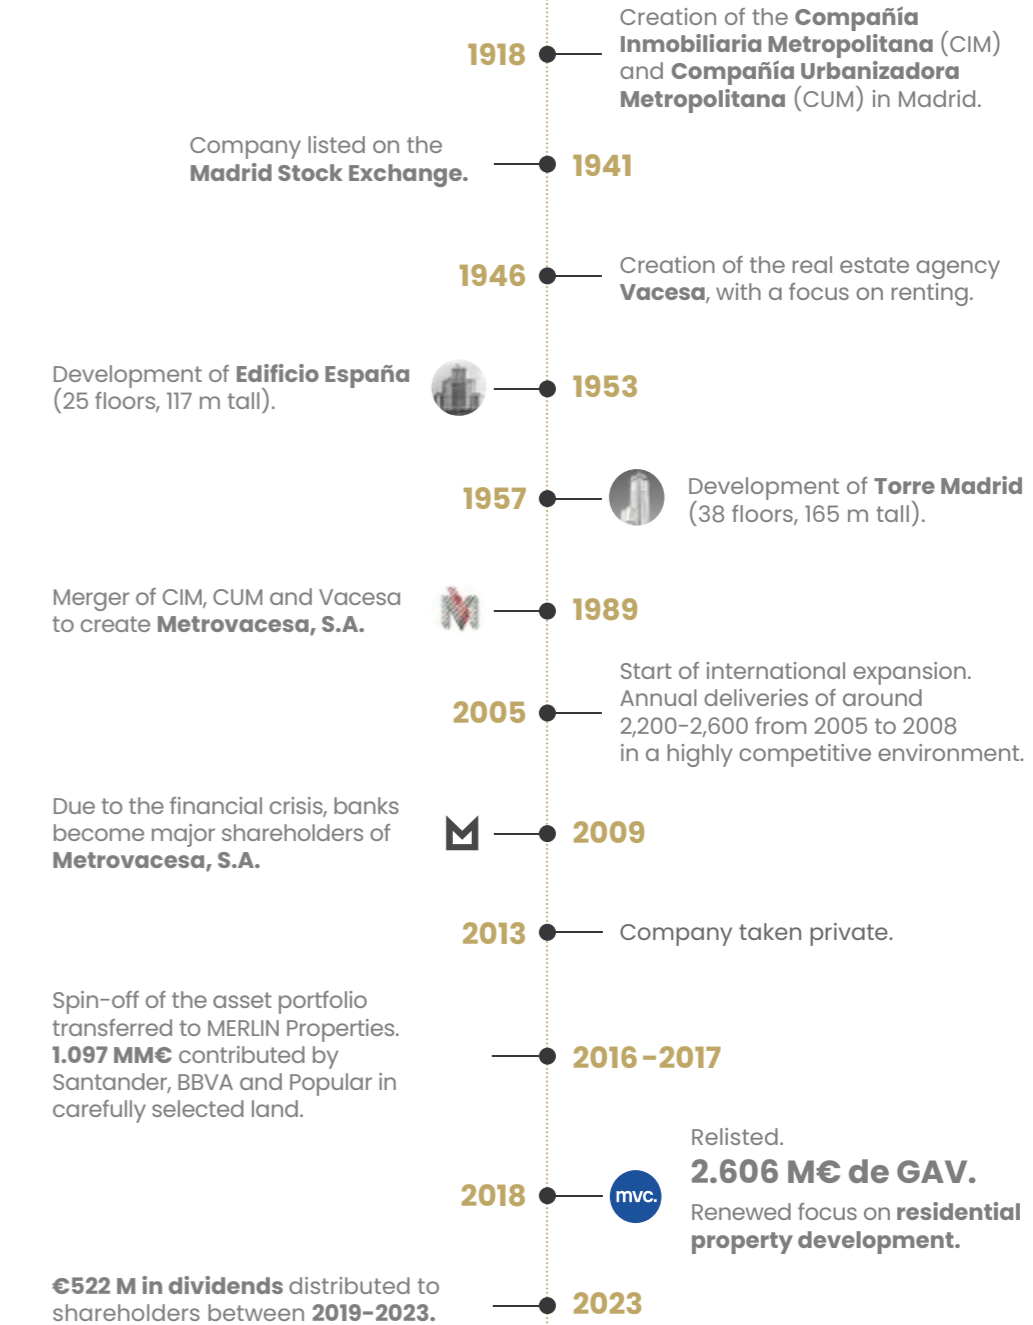 1918
Creation of the Compañía
Inmobiliaria Metropolitana (CIM)
and Compañía Urbanizadora
Metropolitana (CUM) in Madrid.
Company listed on the
Madrid Stock Exchange.
1941
1946
Creation of the real estate agency
Vacesa, with a focus on renting.
Development of Edificio España
(25 floors, 117 m tall).
1953
1957
Development of Torre Madrid
(38 floors, 165 m tall).
Merger of CIM, CUM and Vacesa
to create Metrovacesa, S.A.
1989
2005
Start of international expansion.
Annual deliveries of around
2,200-2,600 from 2005 to 2008
in a highly competitive environment.
Due to the financial crisis, banks
become major shareholders of
Metrovacesa, S.A.
2009
2013
Company taken private.
Spin-off of the asset portfolio
transferred to MERLIN Properties.
1.097 MM€ contributed by
Santander, BBVA and Popular in
carefully selected land.
2016-2017
2018
mvc.
Relisted.
2.606 M€ de GAV.
Renewed focus on residential
property development.
€522 M in dividends distributed to
shareholders between 2019-2023.
2023